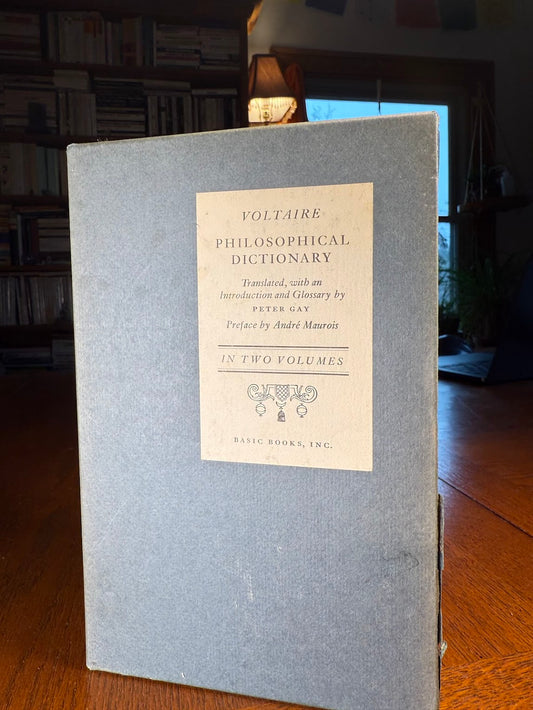 VOLTAIRE
PHILOSOPHICAL
DICTIONARY
Translated, with an
Introduction and Glossary by
PETER GAY
Preface by André Maurois
IN TWO VOLUMES
BASIC BOOKS, INC.